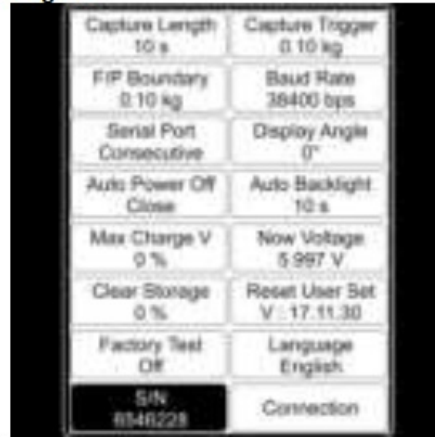 Capture Length
10 s
Capture Trigger
0.10 kg
F/P Boundary
0.10 kg
Baud Rate
38400 bps
Serial Port
Consecutive
Display Angle
0°
Auto Power Off
Close
Auto Backlight
10 s
Max Charge V
0 %
Now Voltage
5.997 V
Clear Storage
0 %
Reset User Set
V : 17.11.30
Factory Test
Off
Language
English
S/N
6546228
Connection